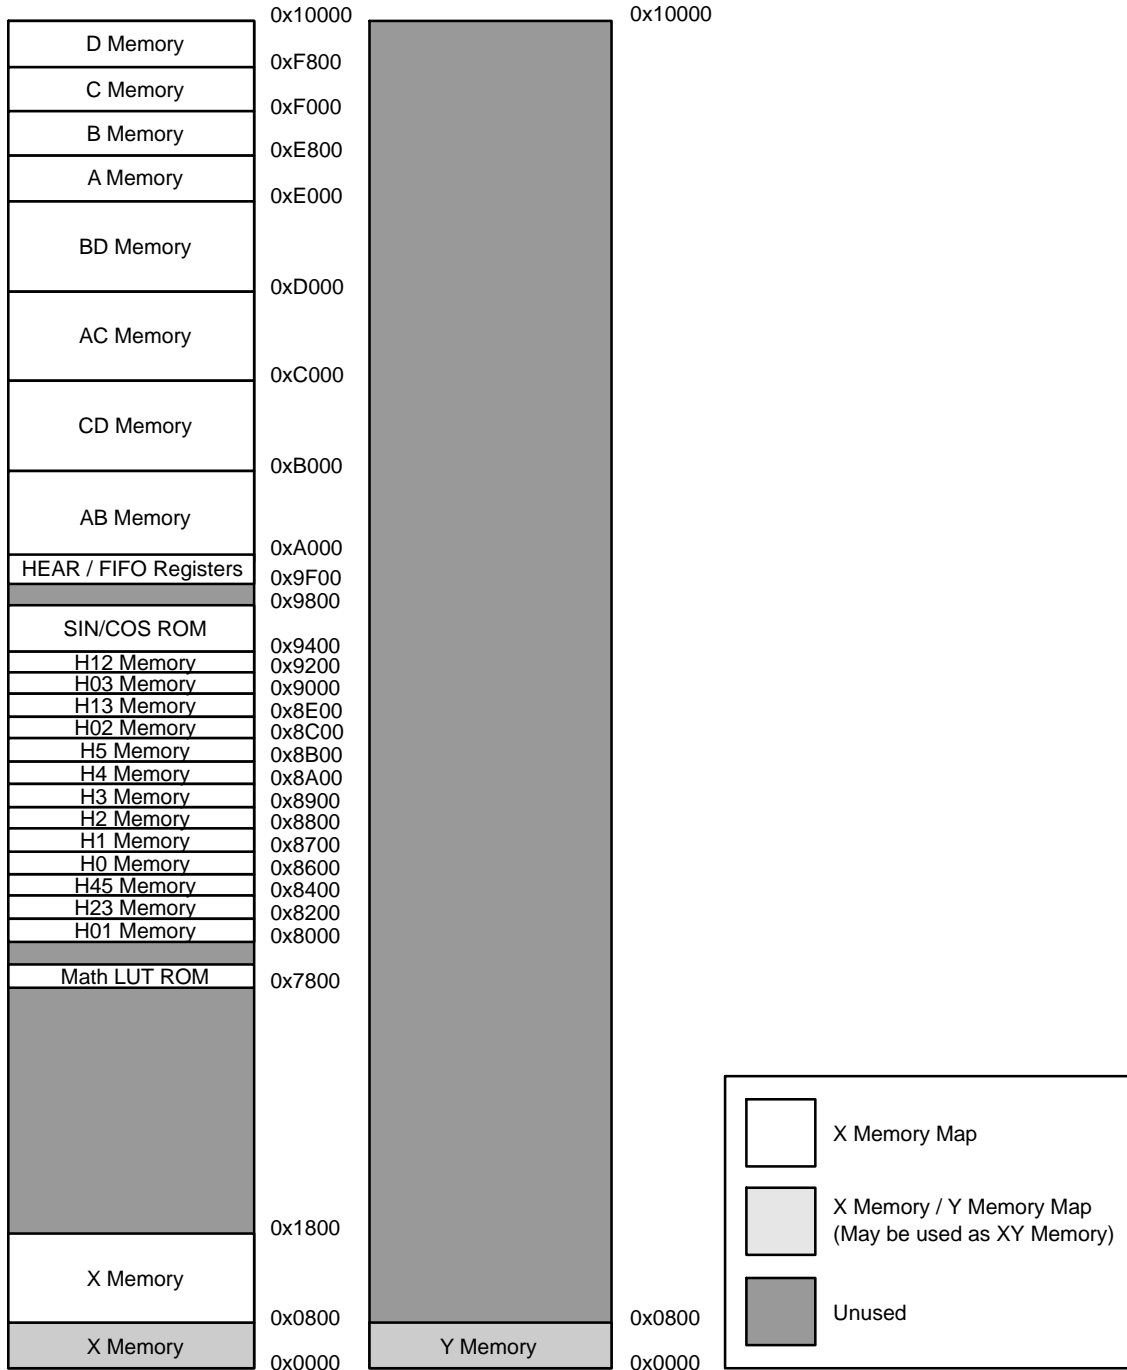 0x10000
D Memory
0xF800
C Memory
0xF000
B Memory
0xE800
A Memory
0xE000
BD Memory
0xD000
AC Memory
0xC000
CD Memory
0xB000
AB Memory
0xA000
HEAR / FIFO Registers
0x9F00
0x9800
SIN/COS ROM
0x9400
H12 Memory
0x9200
H03 Memory
0x9000
H13 Memory
0x8E00
H02 Memory
0x8C00
H5 Memory
0x8B00
H4 Memory
0x8A00
H3 Memory
0x8900
H2 Memory
0x8800
H1 Memory
0x8700
H0 Memory
0x8600
H45 Memory
0x8400
H23 Memory
0x8200
H01 Memory
0x8000
Math LUT ROM
0x7800
0x1800
X Memory
0x0800
X Memory
0x0000
0x10000
0x0800
Y Memory
0x0000
X Memory Map
X Memory / Y Memory Map
(May be used as XY Memory)
Unused